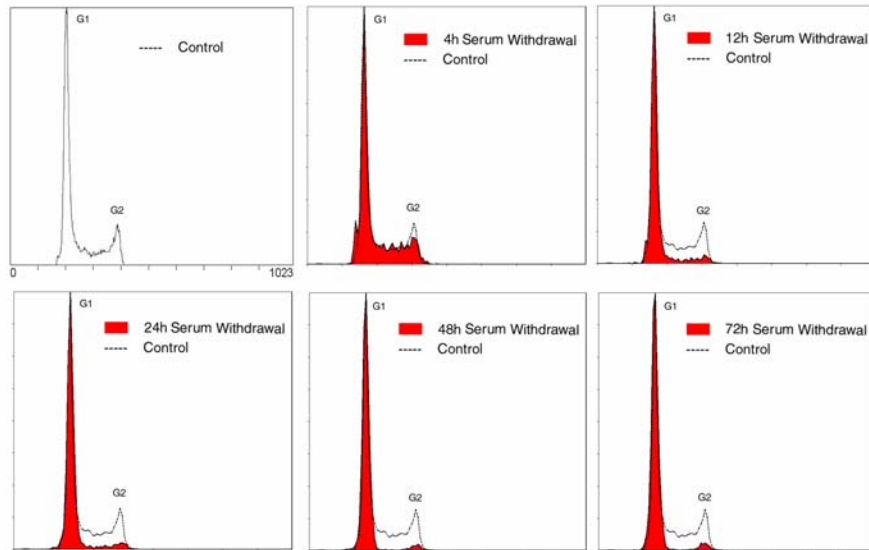 G1
Control
G2
0
1023
G1
4h Serum Withdrawal
Control
G2
G1
12h Serum Withdrawal
Control
G2
G1
24h Serum Withdrawal
Control
G2
G1
48h Serum Withdrawal
Control
G2
G1
72h Serum Withdrawal
Control
G2